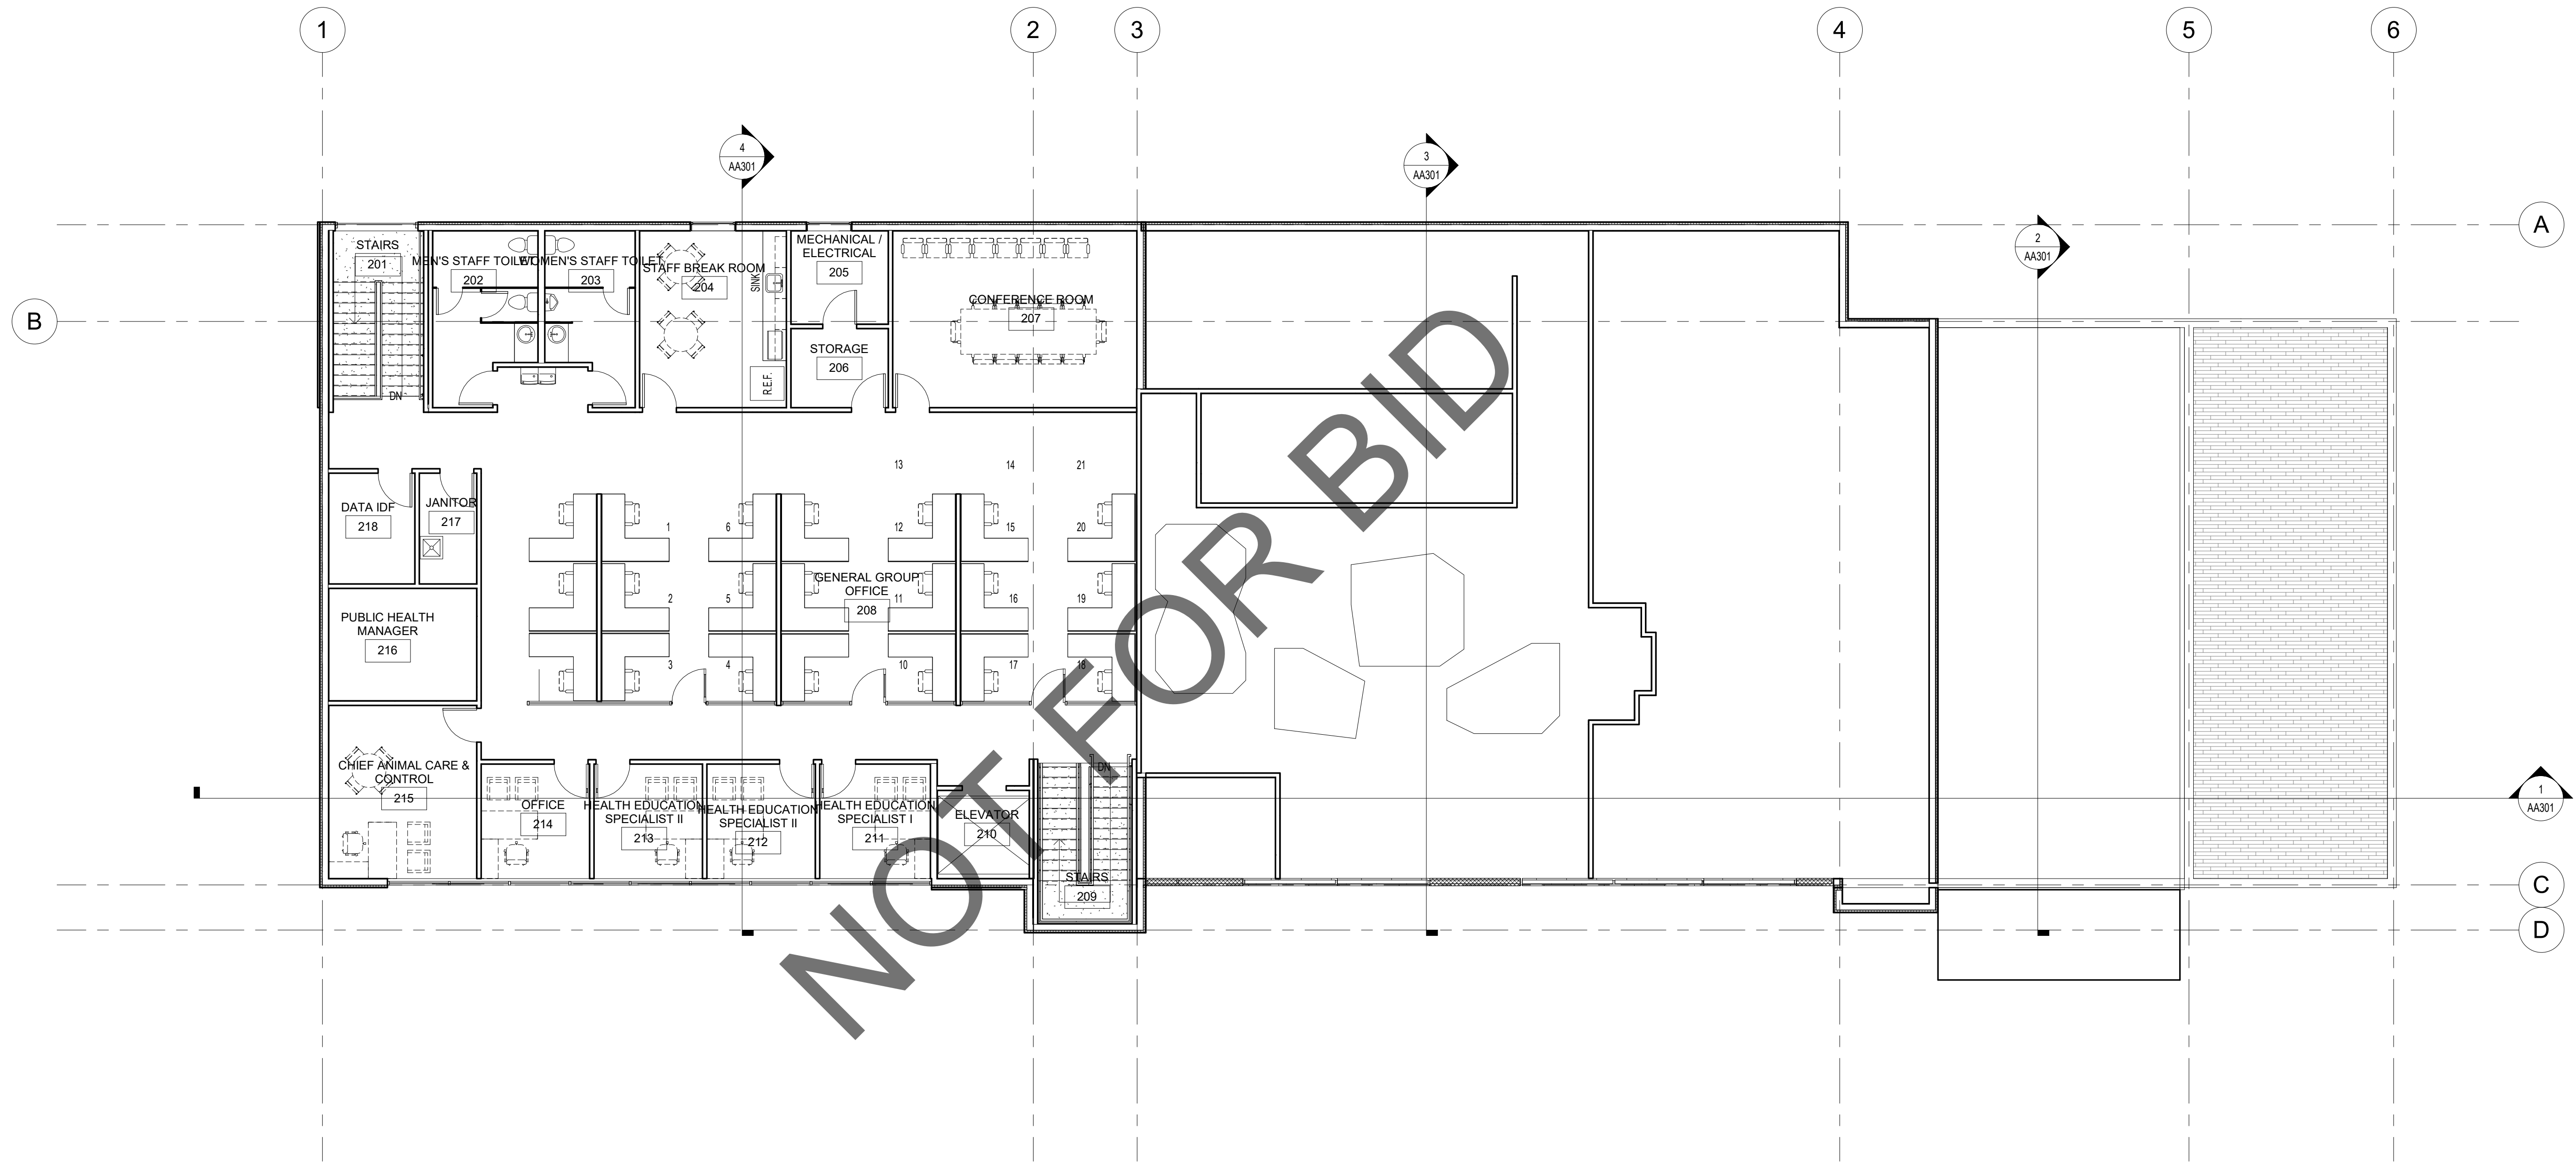 1
2
3
4
5
6
4
AA301
3
AA301
2
AA301
A
B
STAIRS
201
MEN'S STAFF TOILET
202
WOMEN'S STAFF TOILET
203
STAFF BREAK ROOM
204
SINK
R.E.F.
MECHANICAL /
ELECTRICAL
205
STORAGE
206
CONFERENCE ROOM
207
DN
13
14
21
DATA IDF
218
JANITOR
217
1
6
12
15
20
GENERAL GROUP
OFFICE
208
2
5
11
16
19
PUBLIC HEALTH
MANAGER
216
3
4
10
17
18
CHIEF ANIMAL CARE &
CONTROL
215
OFFICE
214
HEALTH EDUCATION
SPECIALIST II
213
HEALTH EDUCATION
SPECIALIST II
212
HEALTH EDUCATION
SPECIALIST I
211
ELEVATOR
210
DN
STAIRS
209
1
AA301
C
D
NOT FOR BID